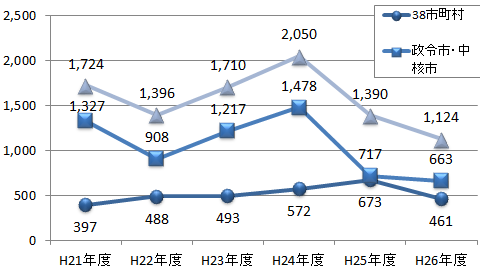 2,500
2,000
1,500
1,000
500
0
38市町村
政令市・中
核市
1,724
1,396
1,710
2,050
1,390
1,124
1,327
908
1,217
1,478
717
663
397
488
493
572
673
461
H21年度
H22年度
H23年度
H24年度
H25年度
H26年度